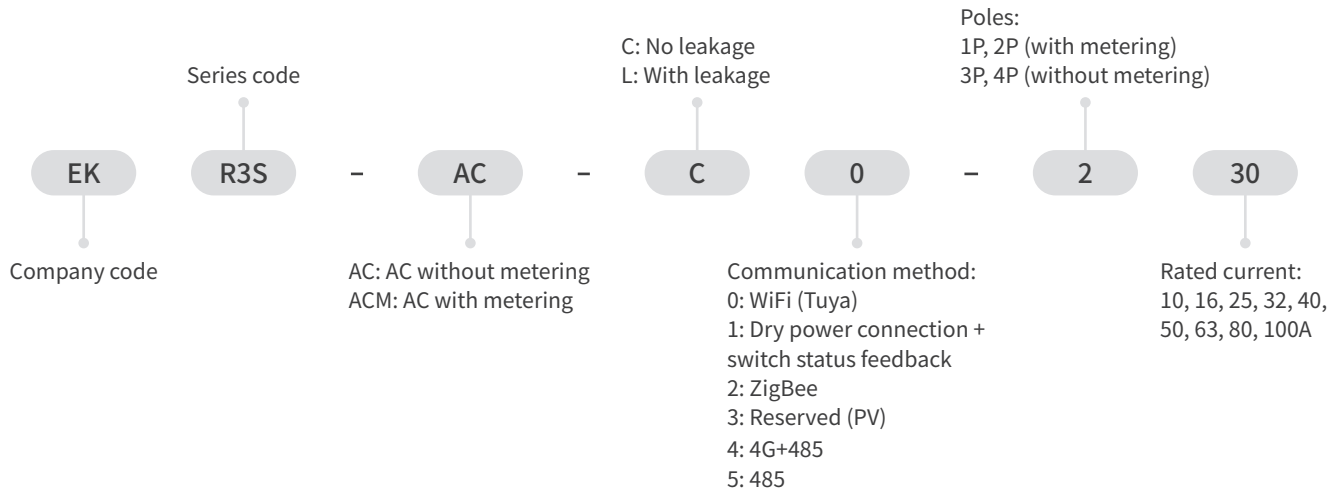 Poles:
C: No leakage
1P, 2P (with metering)
Series code
L: With leakage
3P, 4P (without metering)
EK R3S - AC - C 0 - 2 30
Company code
AC: AC without metering
ACM: AC with metering
Communication method:
0: WiFi (Tuya)
1: Dry power connection +
switch status feedback
2: ZigBee
3: Reserved (PV)
4: 4G+485
5: 485
Rated current:
10, 16, 25, 32, 40,
50, 63, 80, 100A